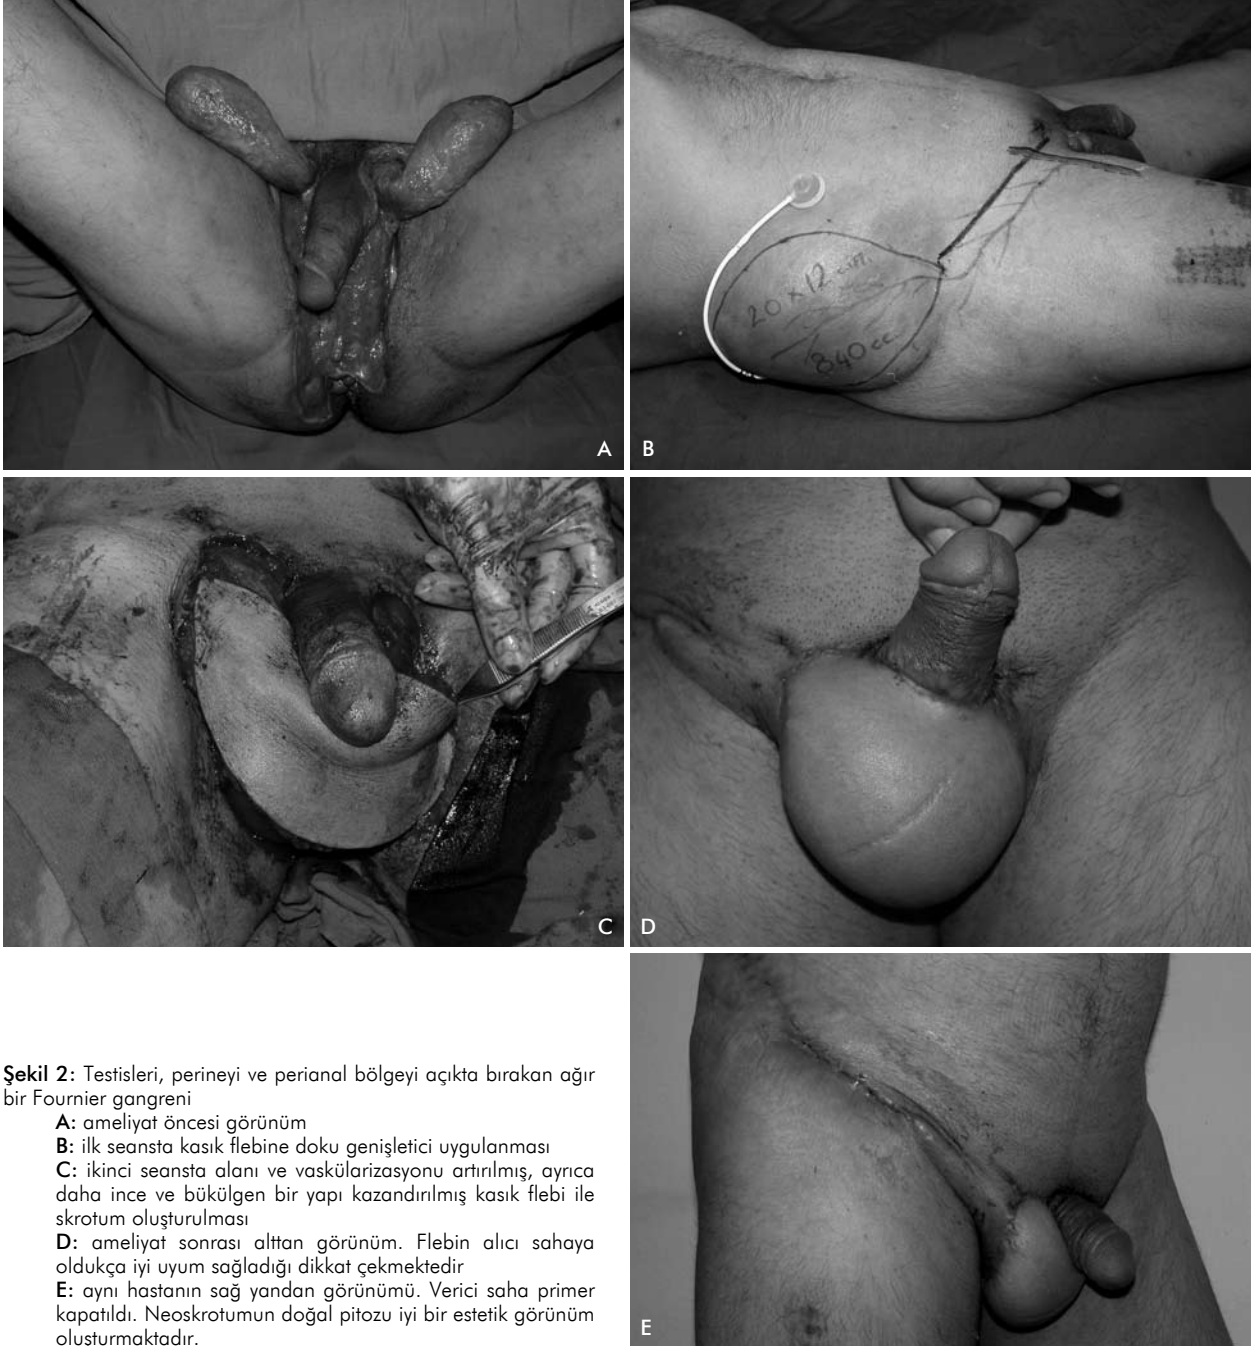 A
B
20 x 12 cm.
840 cc.
C
D
E
Şekil 2: Testisleri, perineyi ve perianal bölgeyi açıkta bırakan ağır
bir Fournier gangreni
A: ameliyat öncesi görünüm
B: ilk seansta kasık flebine doku genişletici uygulanması
C: ikinci seansta alanı ve vaskülarizasyonu artırılmış, ayrıca
daha ince ve bükülgen bir yapı kazandırılmış kasık flebi ile
skrotum oluşturulması
D: ameliyat sonrası alttan görünüm. Flebin alıcı sahaya
oldukça iyi uyum sağladığı dikkat çekmektedir
E: aynı hastanın sağ yandan görünümü. Verici saha primer
kapatıldı. Neoskrotumun doğal pitozu iyi bir estetik görünüm
oluşturmaktadır.